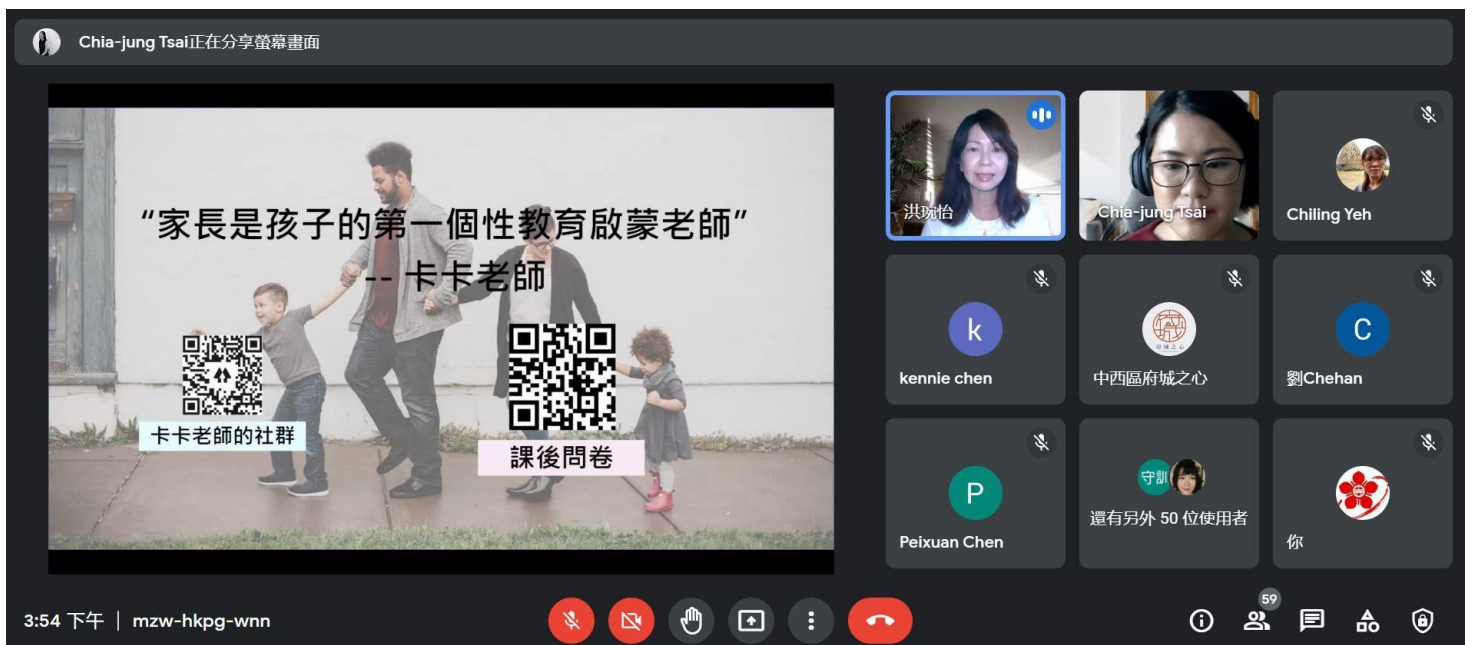 Chia-jung Tsai正在分享螢幕畫面
“家長是孩子的第一個性教育啟蒙老師”
-- 卡卡老師
卡卡老師的社群
課後問卷
洪琬怡
Chia-jung Tsai
Chiling Yeh
k
kennie chen
中西區府城之心
C
劉Chehan
P
Peixuan Chen
守訓
還有另外 50 位使用者
你
3:54 下午 | mzw-hkpg-wnn
59